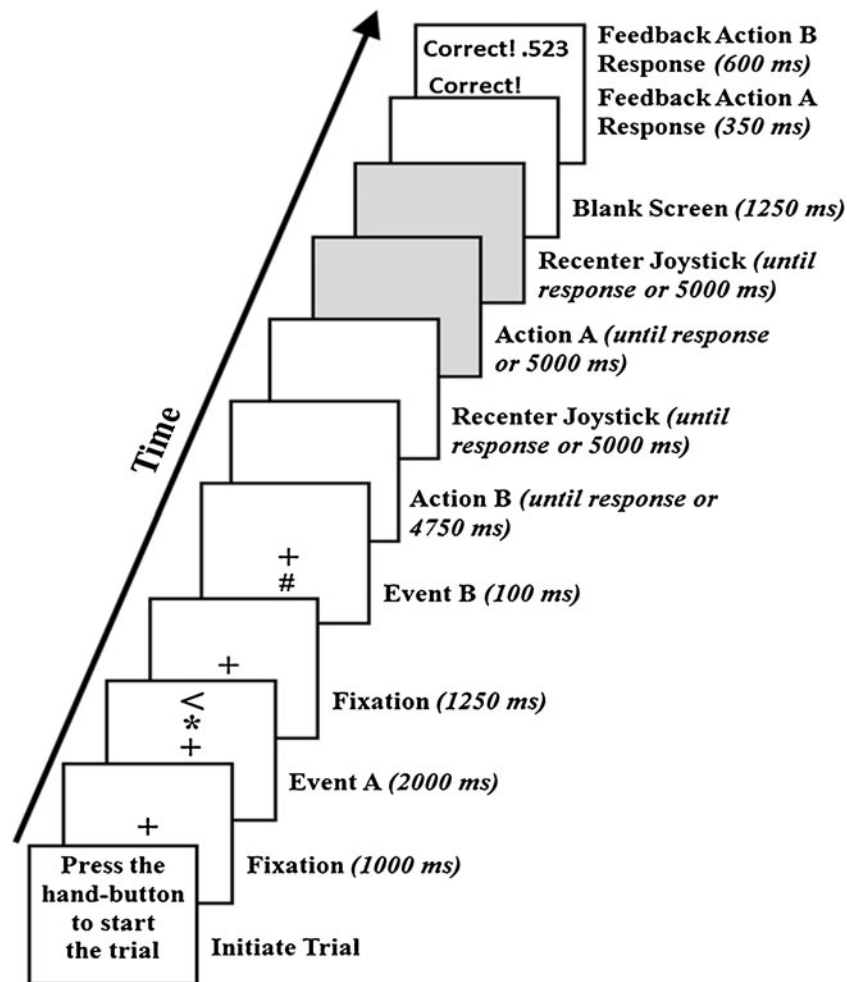 Correct! .523
Correct!
Feedback Action B
Response (600 ms)
Feedback Action A
Response (350 ms)
Blank Screen (1250 ms)
Recenter Joystick (until
response or 5000 ms)
Action A (until response
or 5000 ms)
Recenter Joystick (until
response or 5000 ms)
Action B (until response or
4750 ms)
+
#
Event B (100 ms)
+
Fixation (1250 ms)
<
*
+
Event A (2000 ms)
+
Fixation (1000 ms)
Press the
hand-button
to start
the trial
Initiate Trial
Time